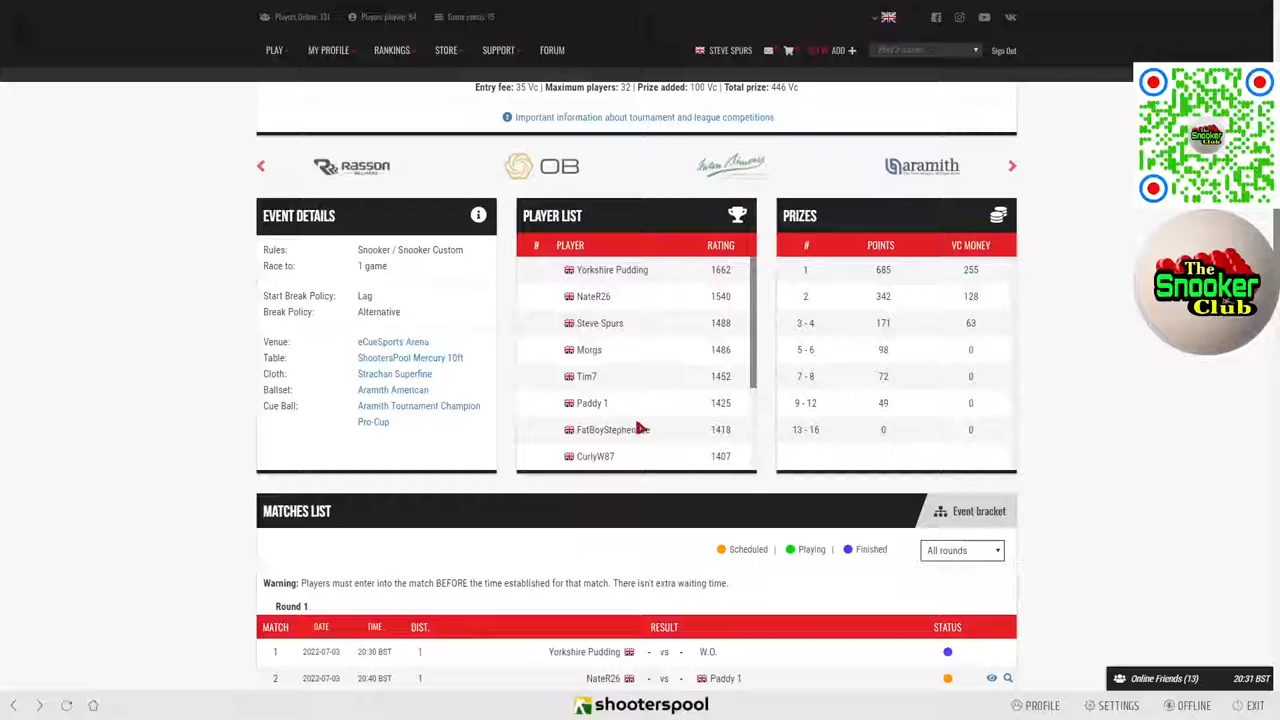 Players Online: 131 Players playing: 84 Game rooms: 75
PLAY MY PROFILE RANKINGS STORE SUPPORT FORUM STEVE SPURS ADD + Sign Out
Entry fee: 35 Vc | Maximum players: 32 | Prize added: 100 Vc | Total prize: 446 Vc
Important information about tournament and league competitions
RASSON OB aramith
EVENT DETAILS
Rules: Snooker / Snooker Custom
Race to: 1 game
Start Break Policy: Lag
Break Policy: Alternative
Venue: eCueSports Arena
Table: ShootersPool Mercury 10ft
Cloth: Strachan Superfine
Ballset: Aramith American
Cue Ball: Aramith Tournament Champion
Pro-Cup
PLAYER LIST
# PLAYER RATING
Yorkshire Pudding 1662
NateR26 1540
Steve Spurs 1488
Morgs 1486
Tim7 1452
Paddy 1 1425
1418
CurlyW87 1407
PRIZES
# POINTS VC MONEY
1 685 255
2 342 128
3 - 4 171 63
5 - 6 98 0
7 - 8 72 0
9 - 12 49 0
13 - 16 0 0
The
Snooker
Club
The
Snooker
Club
MATCHES LIST Event bracket
Scheduled | Playing | Finished All rounds
Warning: Players must enter into the match BEFORE the time established for that match. There isn't extra waiting time.
Round 1
MATCH DATE TIME DIST. RESULT STATUS
1 2022-07-03 20:30 BST 1 Yorkshire Pudding - vs - W.O.
2 2022-07-03 20:40 BST 1 NateR26 - vs - Paddy 1
Online Friends (13) 20:31 BST
shooterspool
PROFILE SETTINGS OFFLINE EXIT